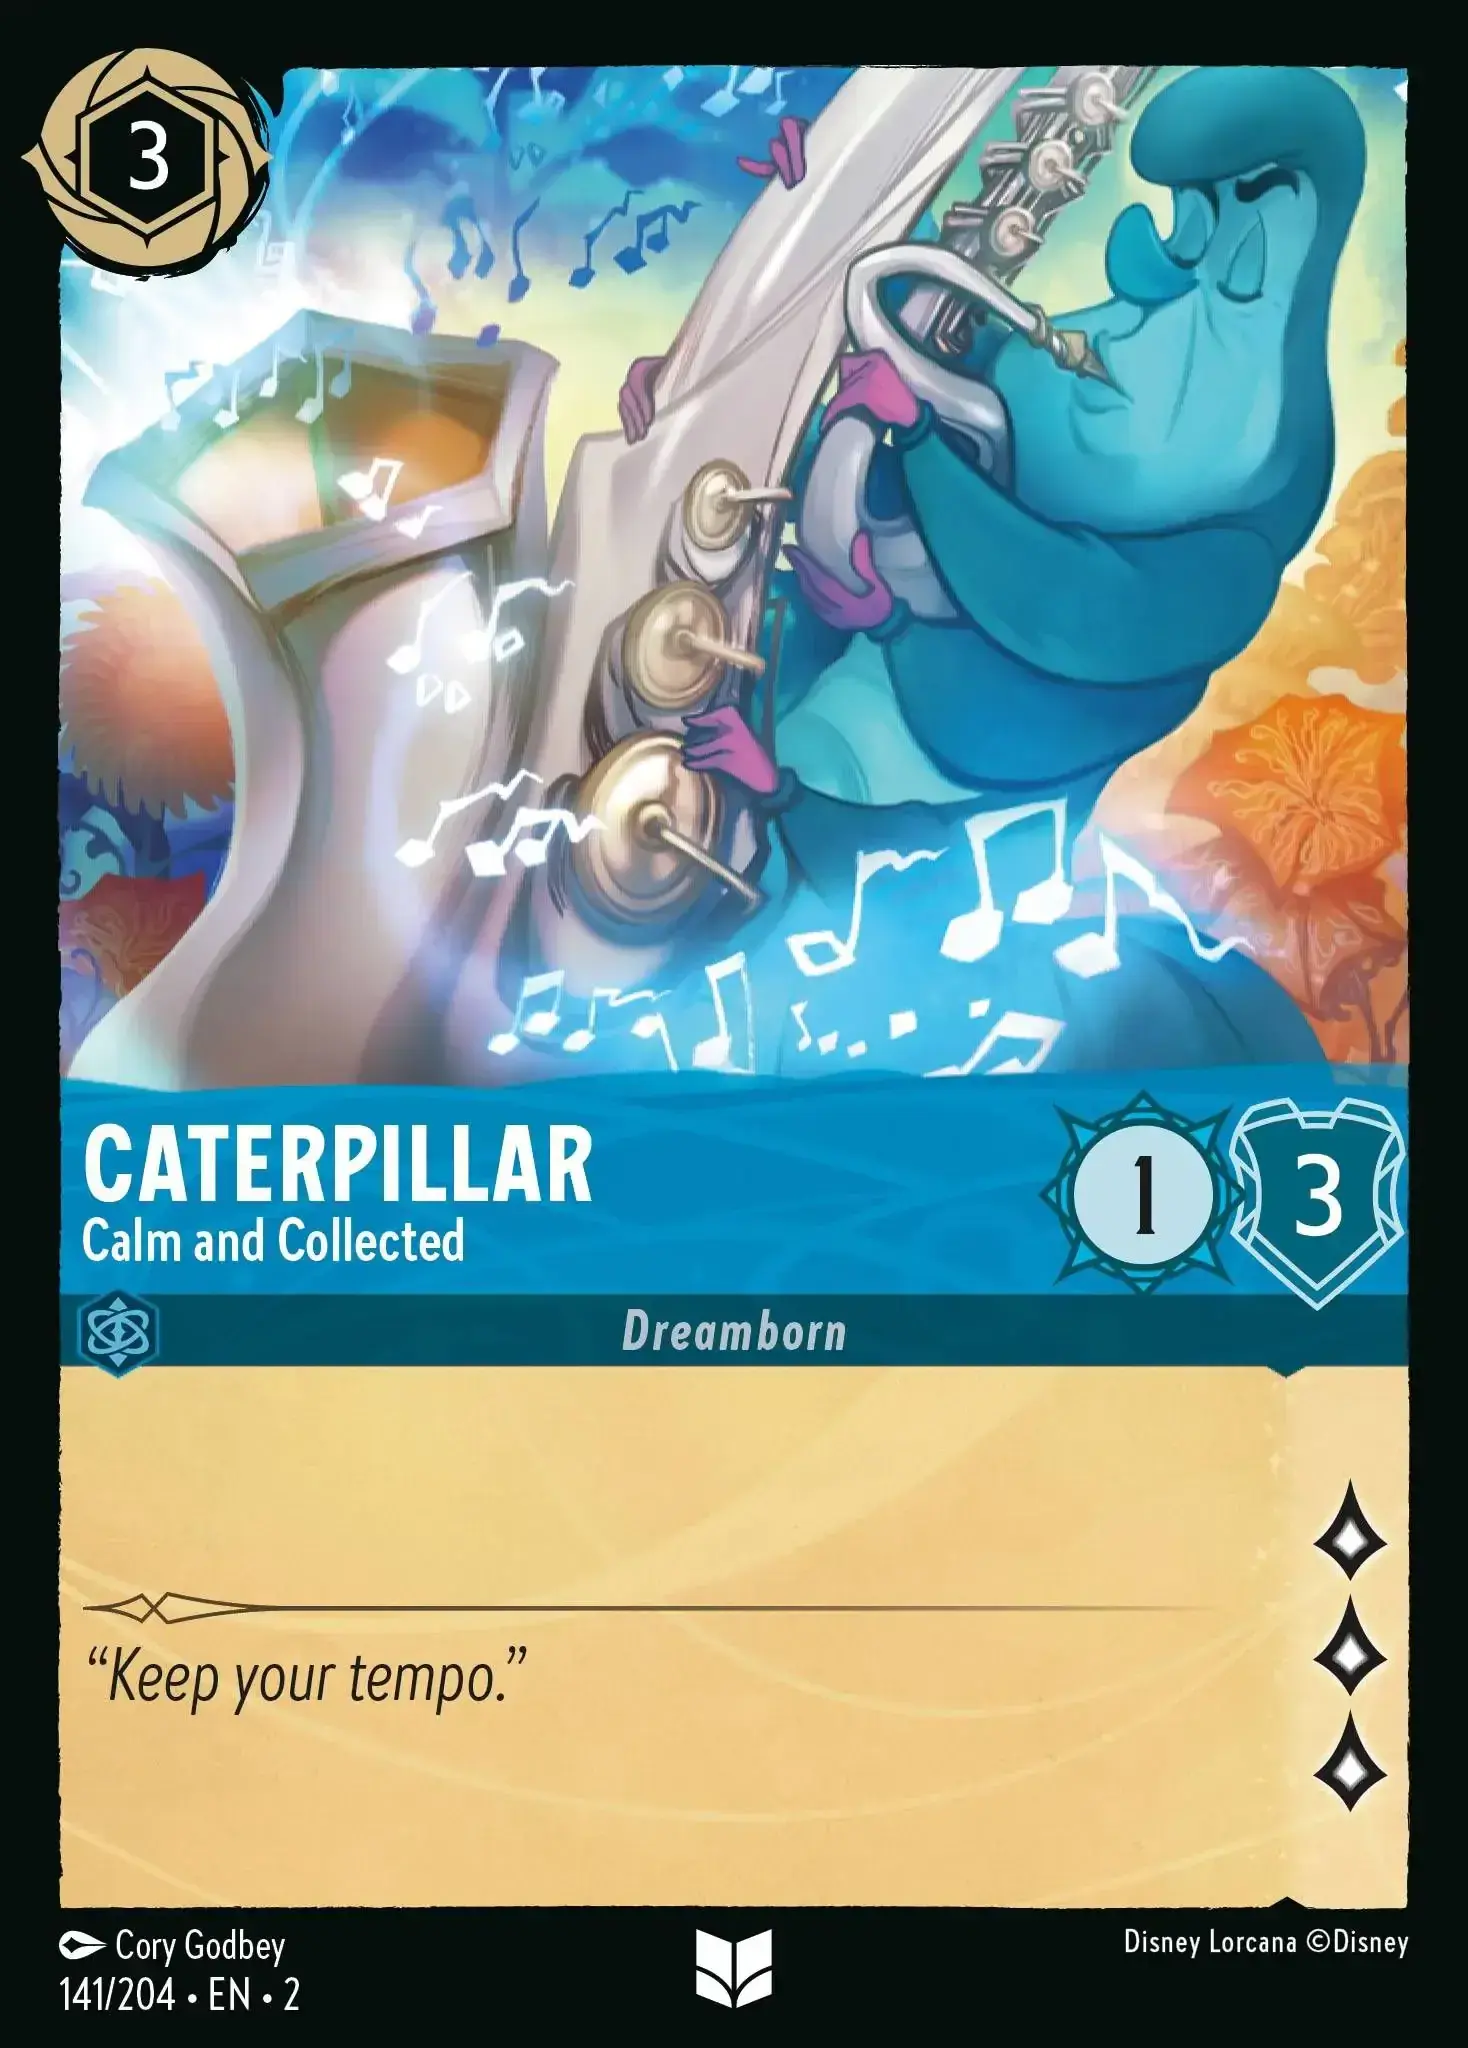 3
CATERPILLAR
Calm and Collected
1 3
Dreamborn
“Keep your tempo.”
Cory Godbey
141/204 • EN • 2
Disney Lorcana ©Disney